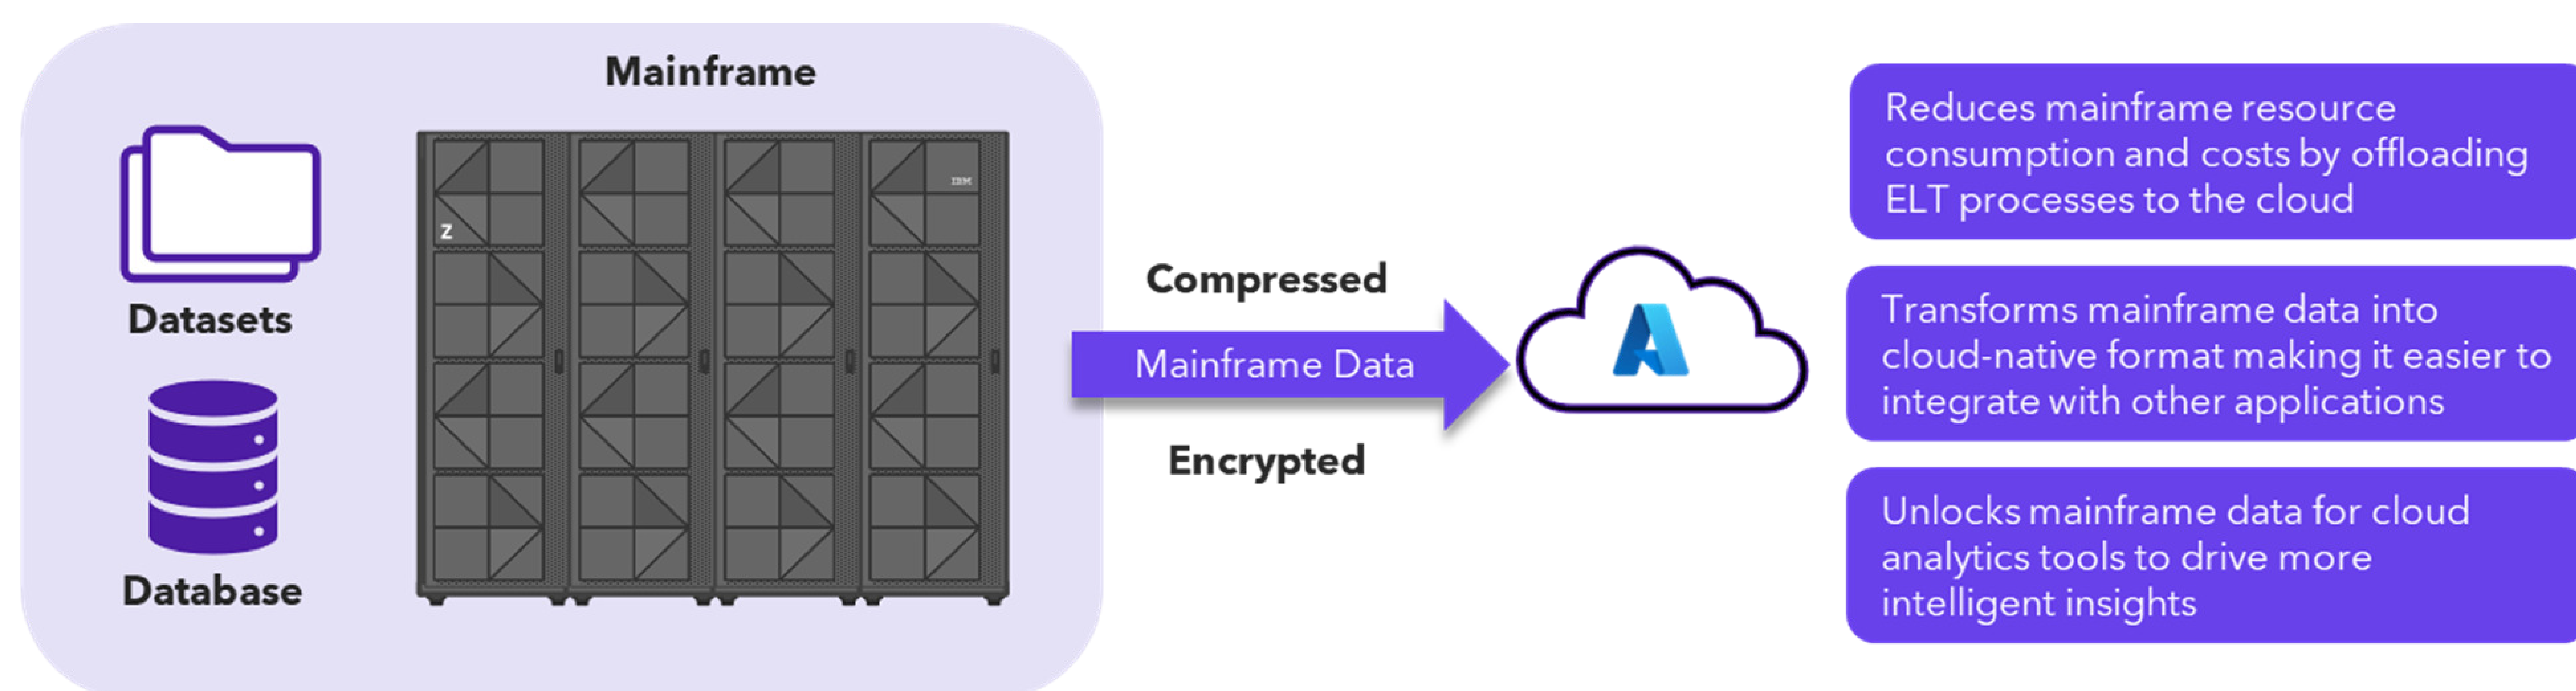 Mainframe
IBM
Z
Datasets
Database
Compressed
Mainframe Data
Encrypted
Reduces mainframe resource
consumption and costs by offloading
ELT processes to the cloud
Transforms mainframe data into
cloud-native format making it easier to
integrate with other applications
Unlocks mainframe data for cloud
analytics tools to drive more
intelligent insights